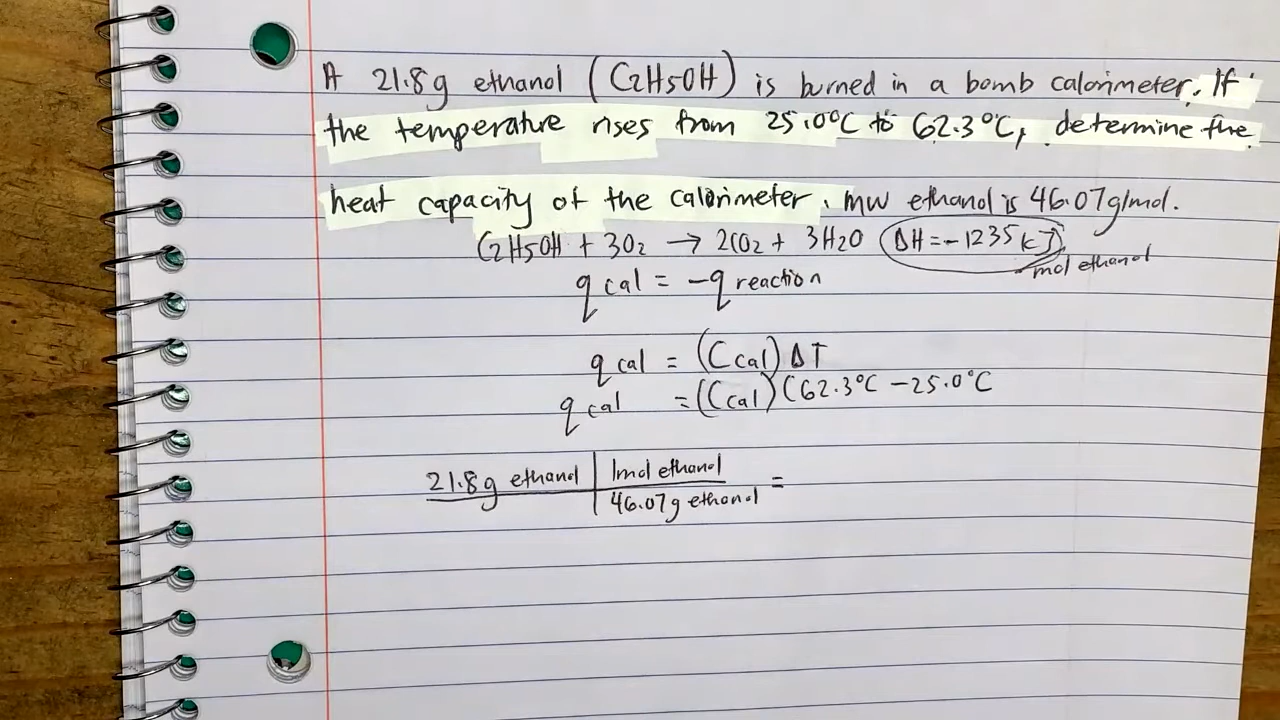 A 21.8g ethanol (C2H5OH) is burned in a bomb calorimeter. If
the temperature rises from 25.0°C to 62.3°C, determine the
heat capacity of the calorimeter. MW ethanol is 46.07g/mol.
C2H5OH + 3O2 → 2CO2 + 3H2O ΔH = -1235 kJ/mol ethanol
q cal = -q reaction
q cal = (Ccal) ΔT
q cal = (Ccal) (62.3°C - 25.0°C
21.8g ethanol | 1mol ethanol =
46.07g ethanol